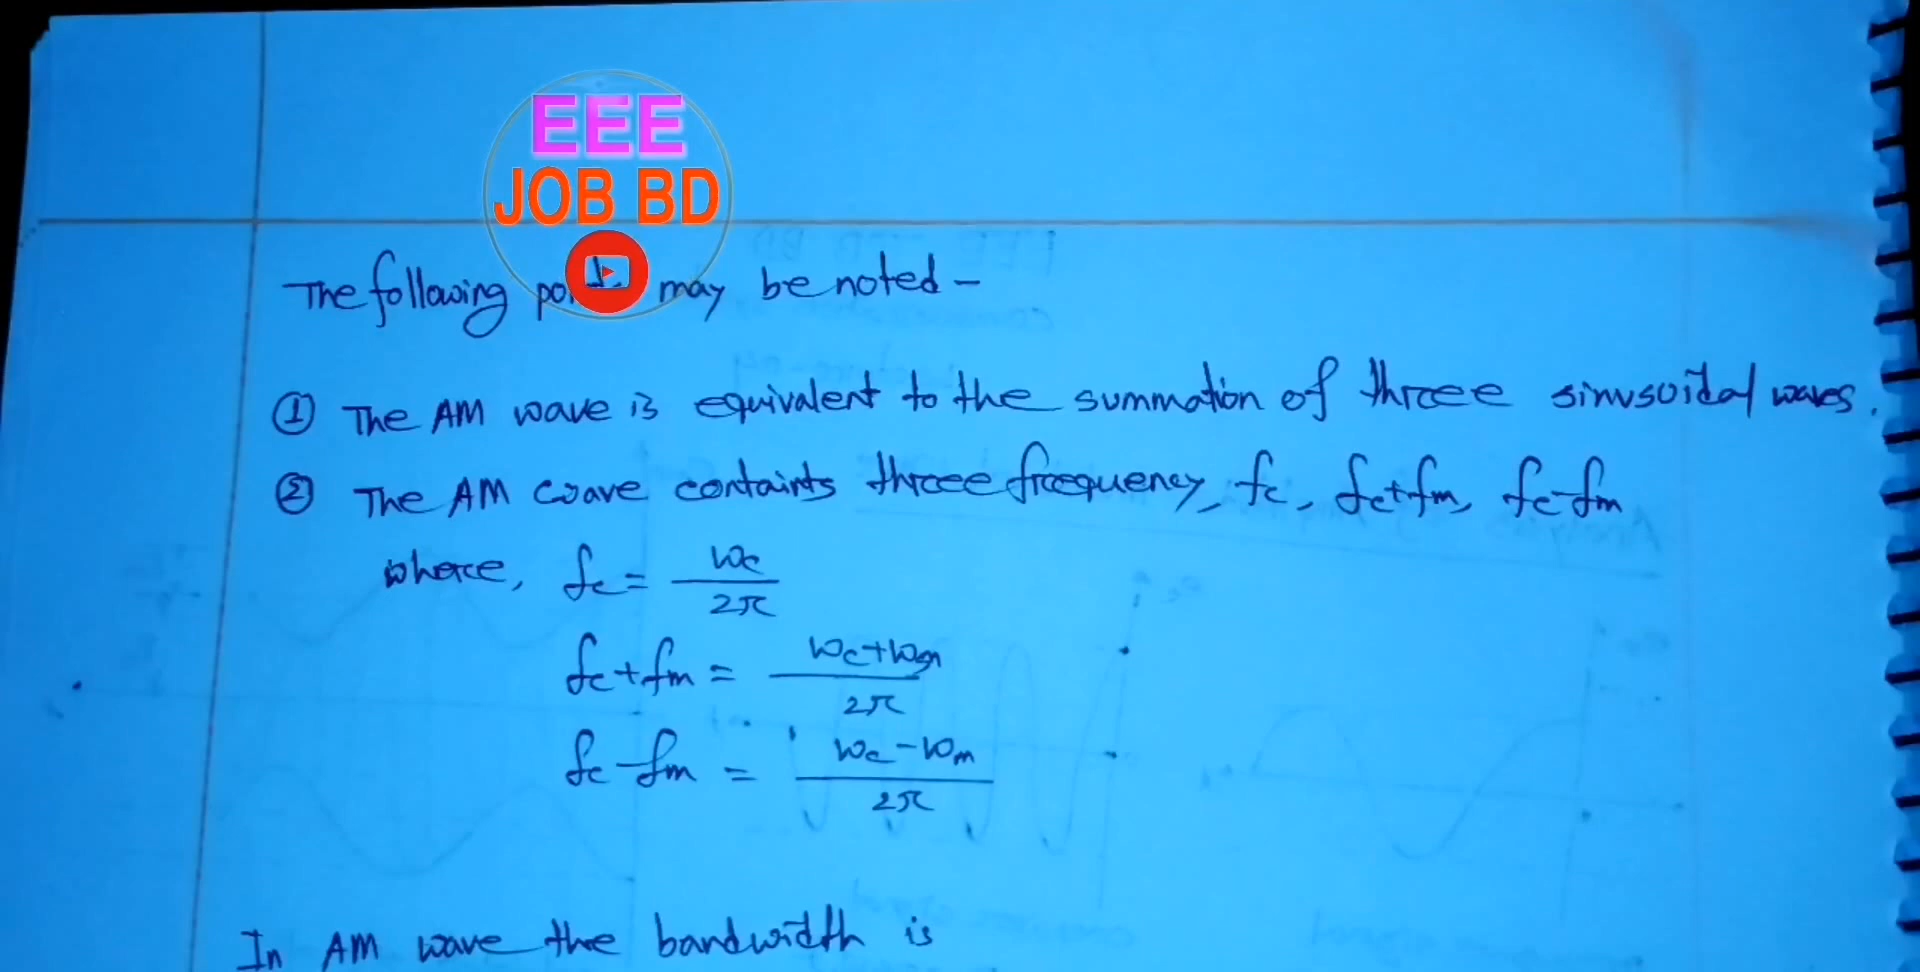 EEE
JOB BD
The following may be noted -
① The AM wave is equivalent to the summation of three sinusoidal waves.
② The AM wave containts three frequency, fc, fc+fm, fc-fm
where, fc = ωc / 2π
fc+fm = ωc+ωm / 2π
fc-fm = ωc-ωm / 2π
In AM wave the bandwidth is